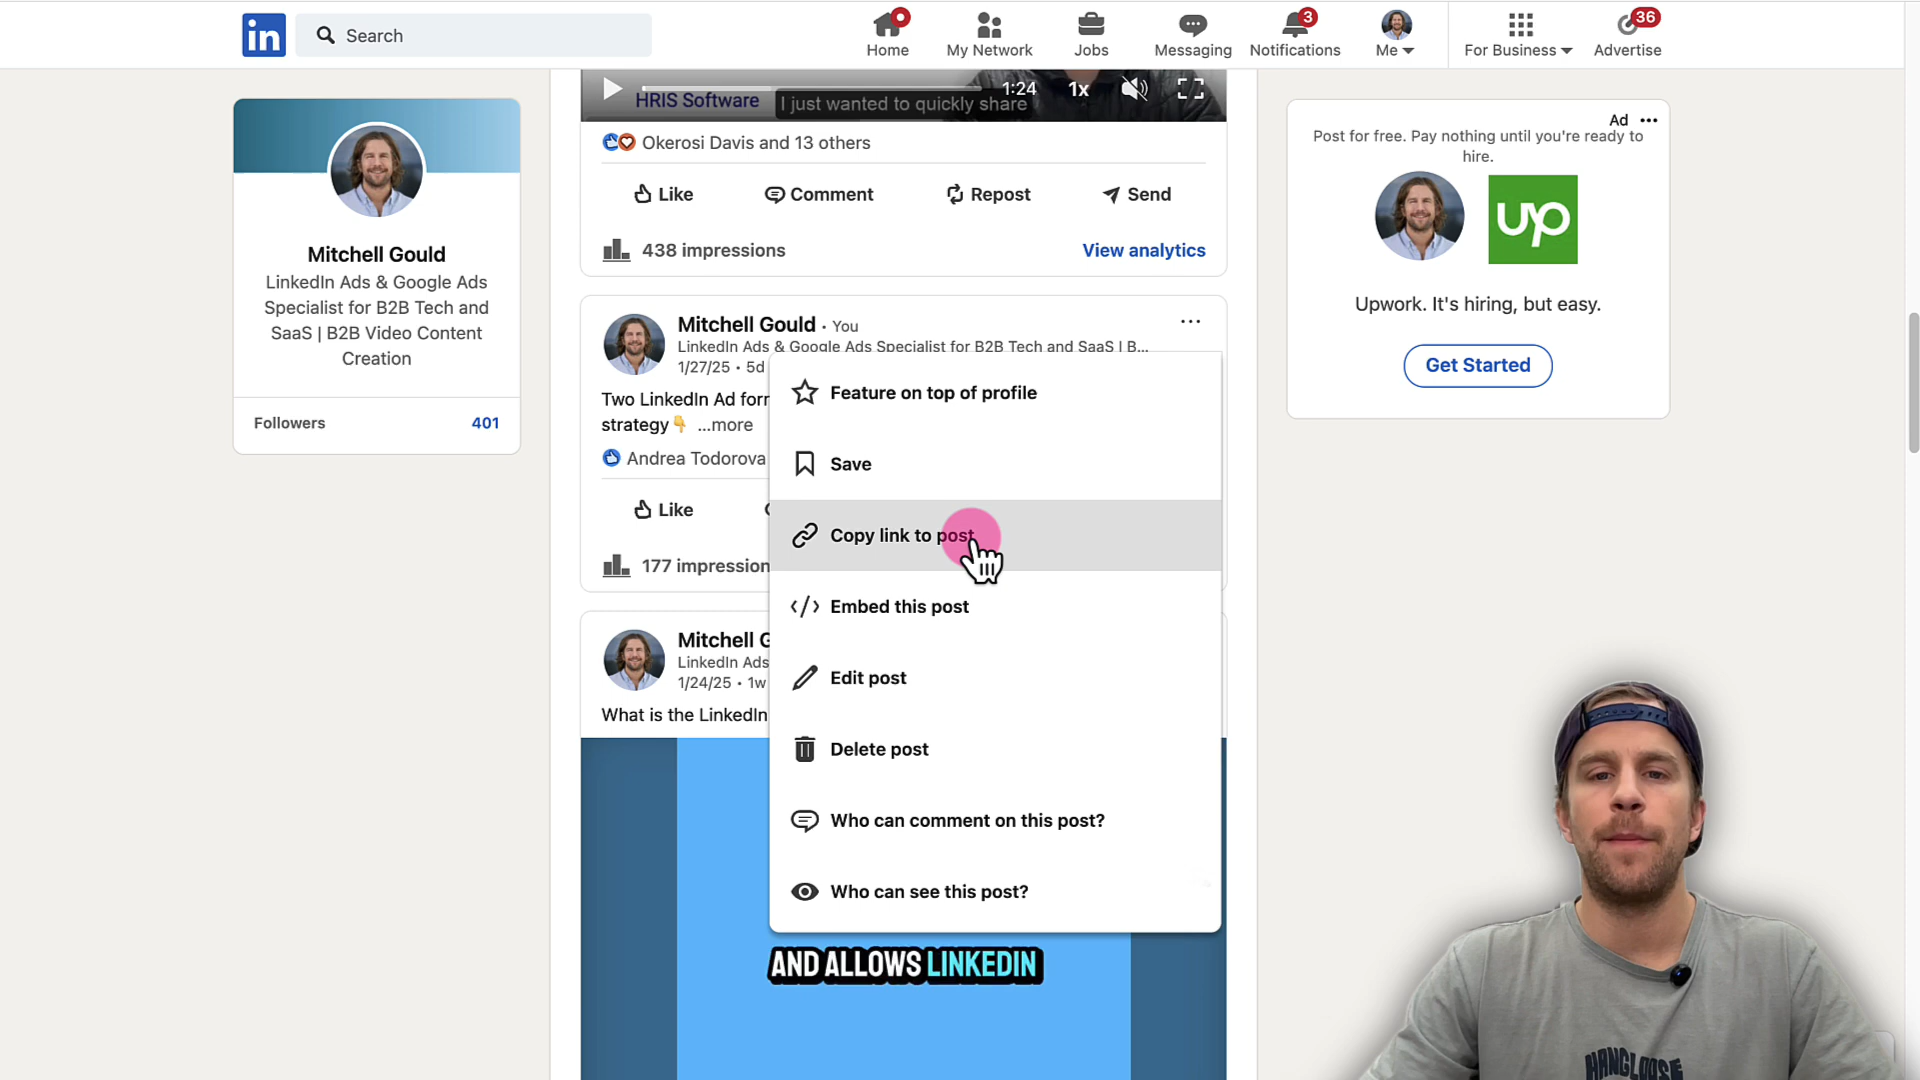 in
Search
Home
My Network
Jobs
Messaging
3
Notifications
Me
For Business
36
Advertise
HRIS Software
I just wanted to quickly share
1:24
1x
Okerosi Davis and 13 others
Like
Comment
Repost
Send
438 impressions
View analytics
Mitchell Gould
LinkedIn Ads & Google Ads
Specialist for B2B Tech and
SaaS | B2B Video Content
Creation
Followers
401
Ad
Post for free. Pay nothing until you're ready to
hire.
up
Upwork. It's hiring, but easy.
Get Started
Mitchell Gould • You
LinkedIn Ads & Google Ads Specialist for B2B Tech and SaaS | B...
1/27/25 • 5d
Two LinkedIn Ad for
strategy👇 ...more
Andrea Todorova
Like
177 impression
Feature on top of profile
Save
Copy link to post
Embed this post
Edit post
Delete post
Who can comment on this post?
Who can see this post?
Mitchell G
LinkedIn Ads
1/24/25 • 1w
What is the LinkedIn
AND ALLOWS LINKEDIN
HANGLOOSE